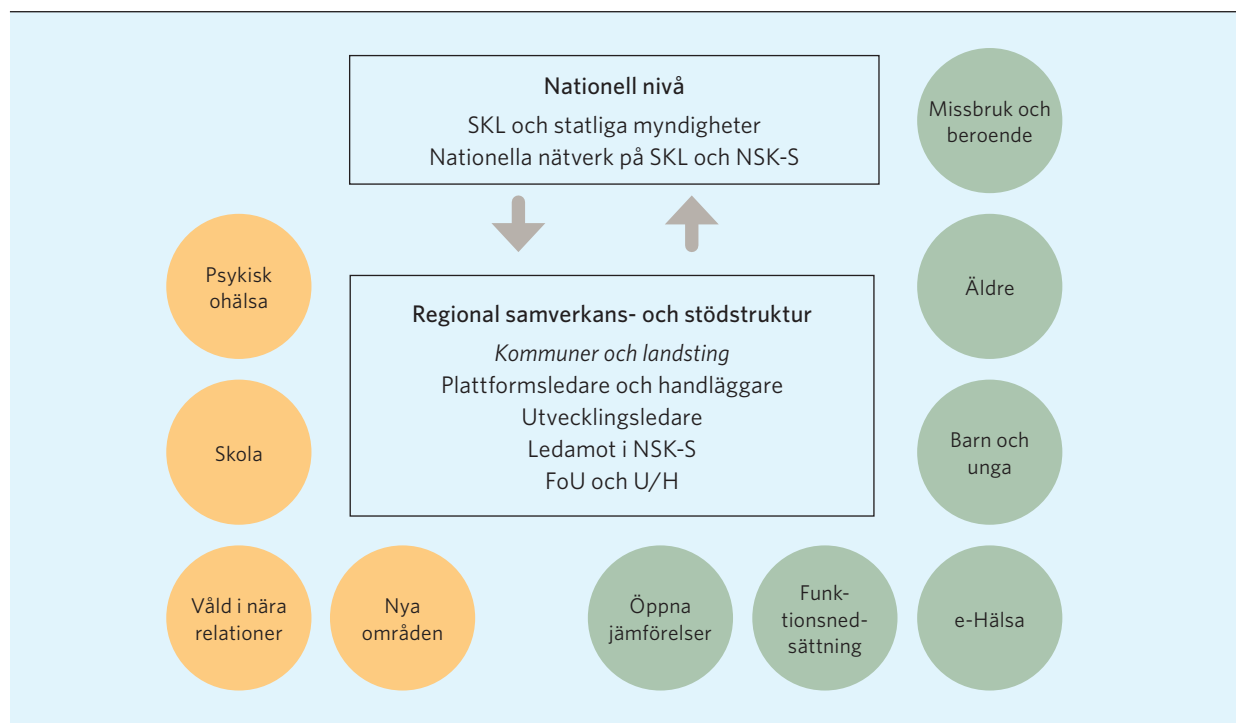 Nationell nivå
SKL och statliga myndigheter
Nationella nätverk på SKL och NSK-S
Missbruk och
beroende
Psykisk
ohälsa
Äldre
Regional samverkans- och stödstruktur
Kommuner och landsting
Plattformsledare och handläggare
Utvecklingsledare
Ledamot i NSK-S
FoU och U/H
Skola
Barn och
unga
Våld i nära
relationer
Nya
områden
Öppna
jämförelser
Funk-
tionsned-
sättning
e-Hälsa